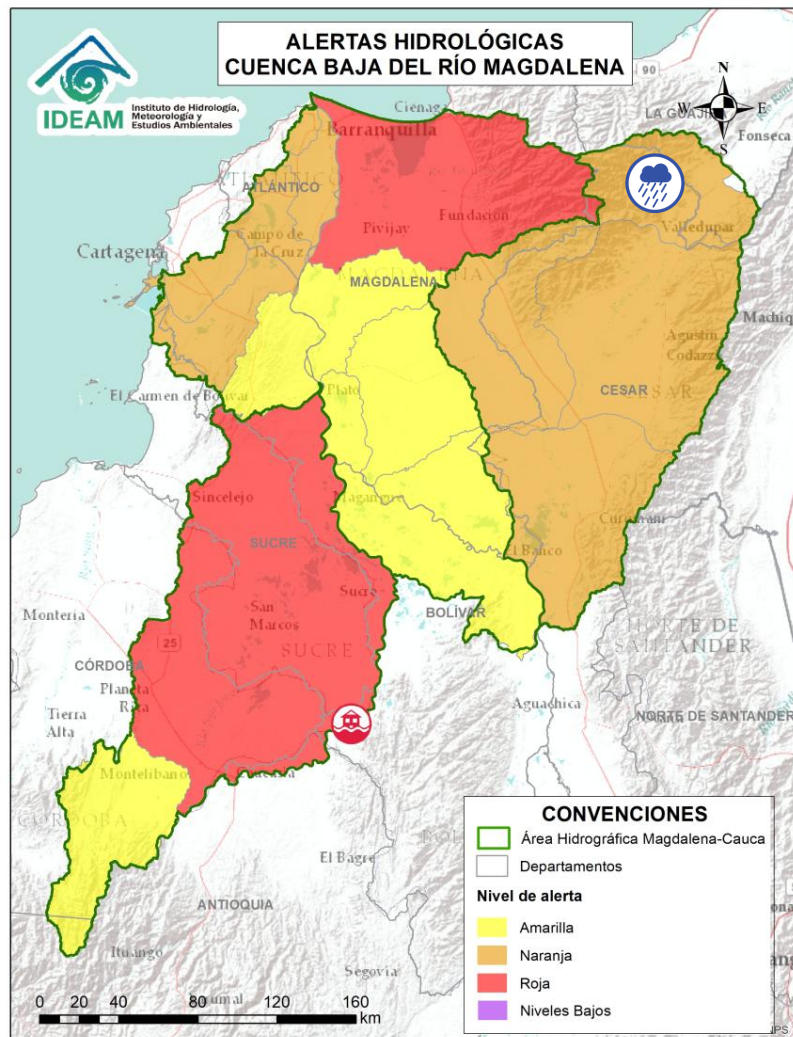 ALERTAS HIDROLÓGICAS
CUENCA BAJA DEL RÍO MAGDALENA
IDEAM
Instituto de Hidrología,
Meteorología y
Estudios Ambientales
90
N
W E
S
Ciénaga
LA GUAJIRA
Barranquilla
Fonseca
ATLÁNTICO
Pivijay
Fundación
Valledupar
Cartagena
Campo de
la Cruz
MAGDALENA
MAGDALENA
Agustín
Codazzi
CESAR
El Carmen de Bolívar
Plato
Sincelejo
Magangué
SUCRE
El Banco
Sucre
San
Marcos
SUCRE
BOLÍVAR
NORTE DE
SANTANDER
Montería
25
CÓRDOBA
Planeta
Rica
Aguachica
NORTE DE SANTANDER
Tierra
Alta
Montelíbano
CÓRDOBA
El Bagre
ANTIOQUIA
Ituango
Segovia
CONVENCIONES
Área Hidrográfica Magdalena-Cauca
Departamentos
Nivel de alerta
Amarilla
Naranja
Roja
Niveles Bajos
0 20 40 80 120 160
km